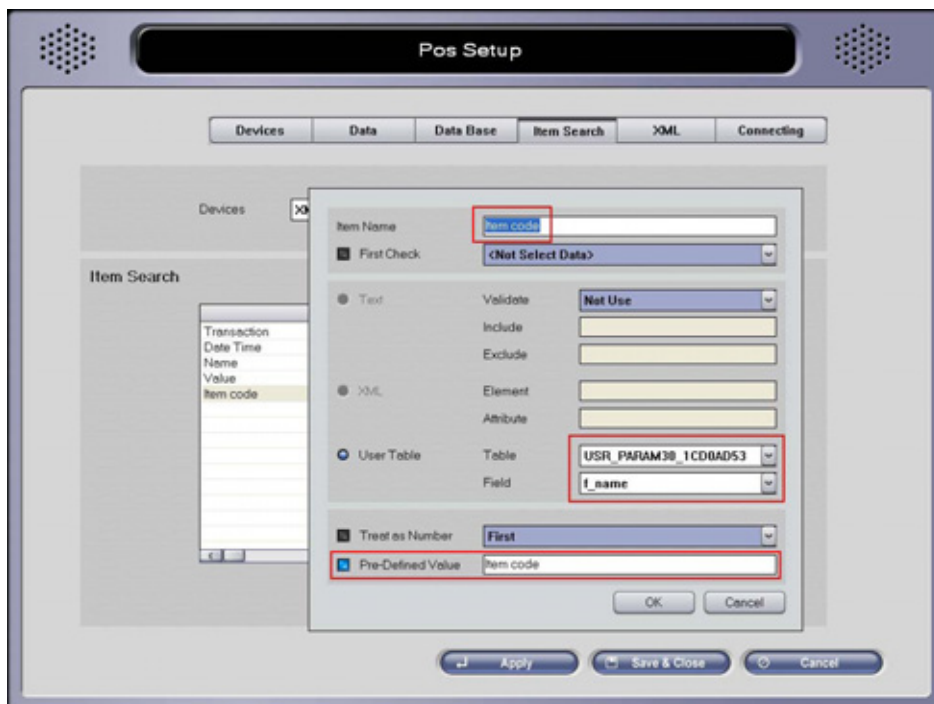 Pos Setup
Devices Data Data Base Item Search XML Connecting
Devices
Item Name Item code
First Check <Not Select Data>
Item Search
Text Validate Not Use
Include
Exclude
Transaction
Date Time
Name
Value
Item code
XML Element
Attribute
User Table Table USR_PARAM30_1CD0AD53
Field f_name
Treat as Number First
Pre-Defined Value Item code
OK Cancel
Apply Save & Close Cancel